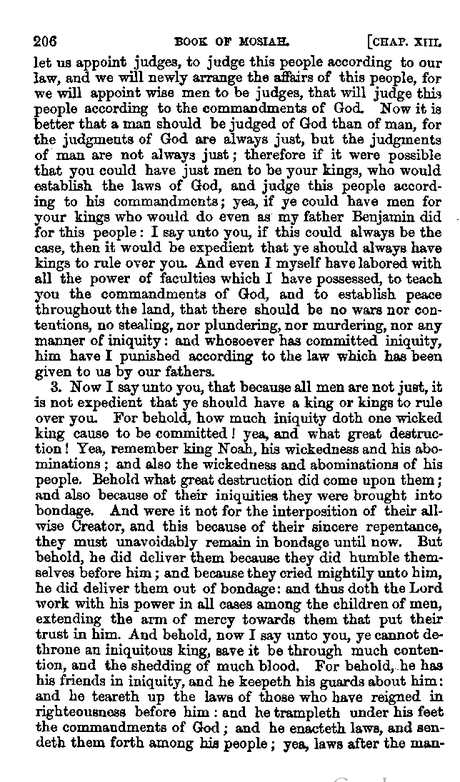 206 BOOK OF MOSIAH. [CHAP. XIII.
let us appoint judges, to judge this people according to our
law, and we will newly arrange the affairs of this people, for
we will appoint wise men to be judges, that will judge this
people according to the commandments of God. Now it is
better that a man should be judged of God than of man, for
the judgments of God are always just, but the judgments
of man are not always just; therefore if it were possible
that you could have just men to be your kings, who would
establish the laws of God, and judge this people accord-
ing to his commandments; yea, if ye could have men for
your kings who would do even as my father Benjamin did
for this people: I say unto you, if this could always be the
case, then it would be expedient that ye should always have
kings to rule over you. And even I myself have labored with
all the power of faculties which I have possessed, to teach
you the commandments of God, and to establish peace
throughout the land, that there should be no wars nor con-
tentions, no stealing, nor plundering, nor murdering, nor any
manner of iniquity: and whosoever has committed iniquity,
him have I punished according to the law which has been
given to us by our fathers.
3. Now I say unto you, that because all men are not just, it
is not expedient that ye should have a king or kings to rule
over you. For behold, how much iniquity doth one wicked
king cause to be committed! yea, and what great destruc-
tion! Yea, remember king Noah, his wickedness and his abo-
minations; and also the wickedness and abominations of his
people. Behold what great destruction did come upon them;
and also because of their iniquities they were brought into
bondage. And were it not for the interposition of their all-
wise Creator, and this because of their sincere repentance,
they must unavoidably remain in bondage until now. But
behold, he did deliver them because they did humble them-
selves before him; and because they cried mightily unto him,
he did deliver them out of bondage: and thus doth the Lord
work with his power in all cases among the children of men,
extending the arm of mercy towards them that put their
trust in him. And behold, now I say unto you, ye cannot de-
throne an iniquitous king, save it be through much conten-
tion, and the shedding of much blood. For behold, he has
his friends in iniquity, and he keepeth his guards about him:
and he teareth up the laws of those who have reigned in
righteousness before him: and he trampleth under his feet
the commandments of God; and he enacteth laws, and sen-
deth them forth among his people; yea, laws after the man-